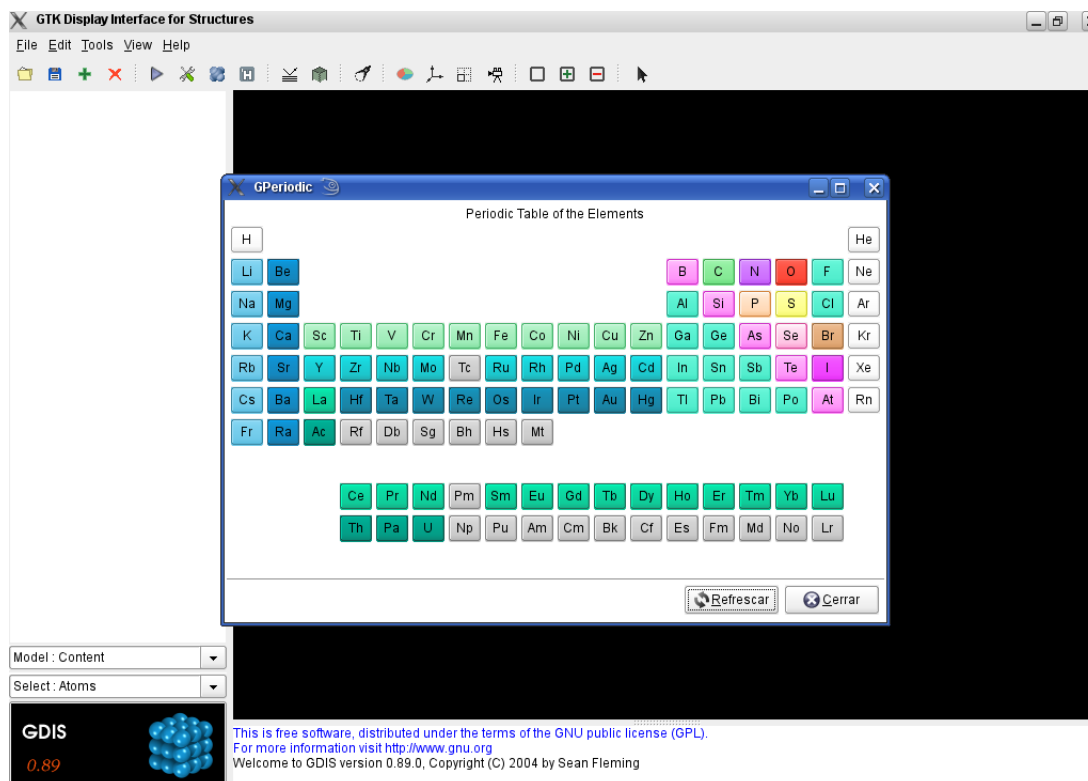 GTK Display Interface for Structures
File Edit Tools View Help
GPeriodic
Periodic Table of the Elements
H He
Li Be B C N O F Ne
Na Mg Al Si P S Cl Ar
K Ca Sc Ti V Cr Mn Fe Co Ni Cu Zn Ga Ge As Se Br Kr
Rb Sr Y Zr Nb Mo Tc Ru Rh Pd Ag Cd In Sn Sb Te I Xe
Cs Ba La Hf Ta W Re Os Ir Pt Au Hg Tl Pb Bi Po At Rn
Fr Ra Ac Rf Db Sg Bh Hs Mt
Ce Pr Nd Pm Sm Eu Gd Tb Dy Ho Er Tm Yb Lu
Th Pa U Np Pu Am Cm Bk Cf Es Fm Md No Lr
Refrescar Cerrar
Model : Content
Select : Atoms
GDIS
0.89
This is free software, distributed under the terms of the GNU public license (GPL).
For more information visit http://www.gnu.org
Welcome to GDIS version 0.89.0, Copyright (C) 2004 by Sean Fleming